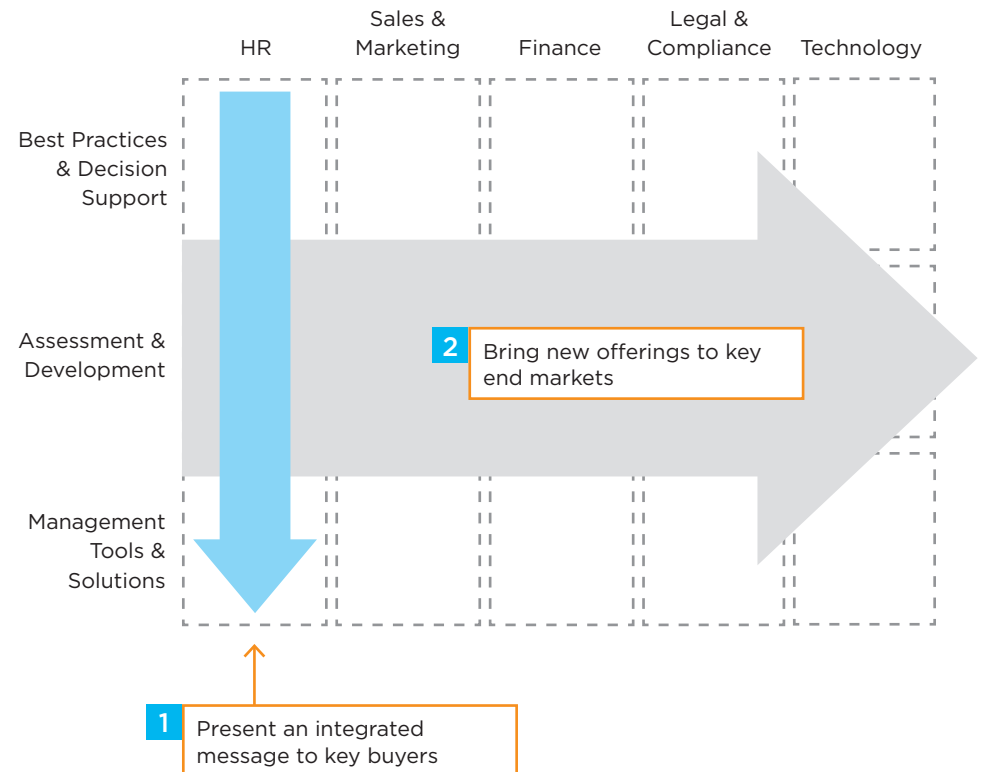 Sales &
Legal &
HR
Marketing
Finance
Compliance
Technology
Best Practices
& Decision
Support
Assessment &
Development
2
Bring new offerings to key
end markets
Management
Tools &
Solutions
1
Present an integrated
message to key buyers